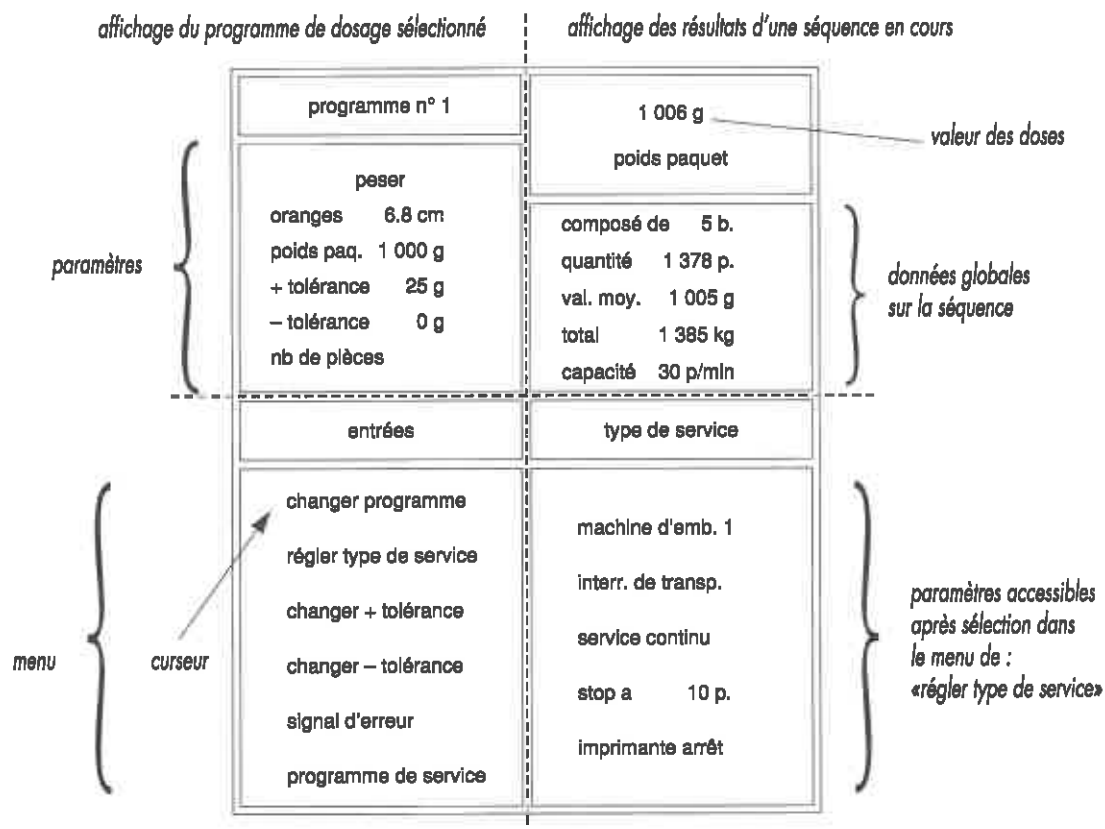 affichage du programme de dosage sélectionné
affichage des résultats d'une séquence en cours
programme n° 1
1 006 g
poids paquet
valeur des doses
paramètres
peser
oranges 6.8 cm
poids paq. 1 000 g
+ tolérance 25 g
– tolérance 0 g
nb de pièces
composé de 5 b.
quantité 1 378 p.
val. moy. 1 005 g
total 1 385 kg
capacité 30 p/min
données globales
sur la séquence
entrées
type de service
menu
curseur
changer programme
régler type de service
changer + tolérance
changer – tolérance
signal d'erreur
programme de service
machine d'emb. 1
interr. de transp.
service continu
stop a 10 p.
imprimante arrêt
paramètres accessibles
après sélection dans
le menu de :
«régler type de service»